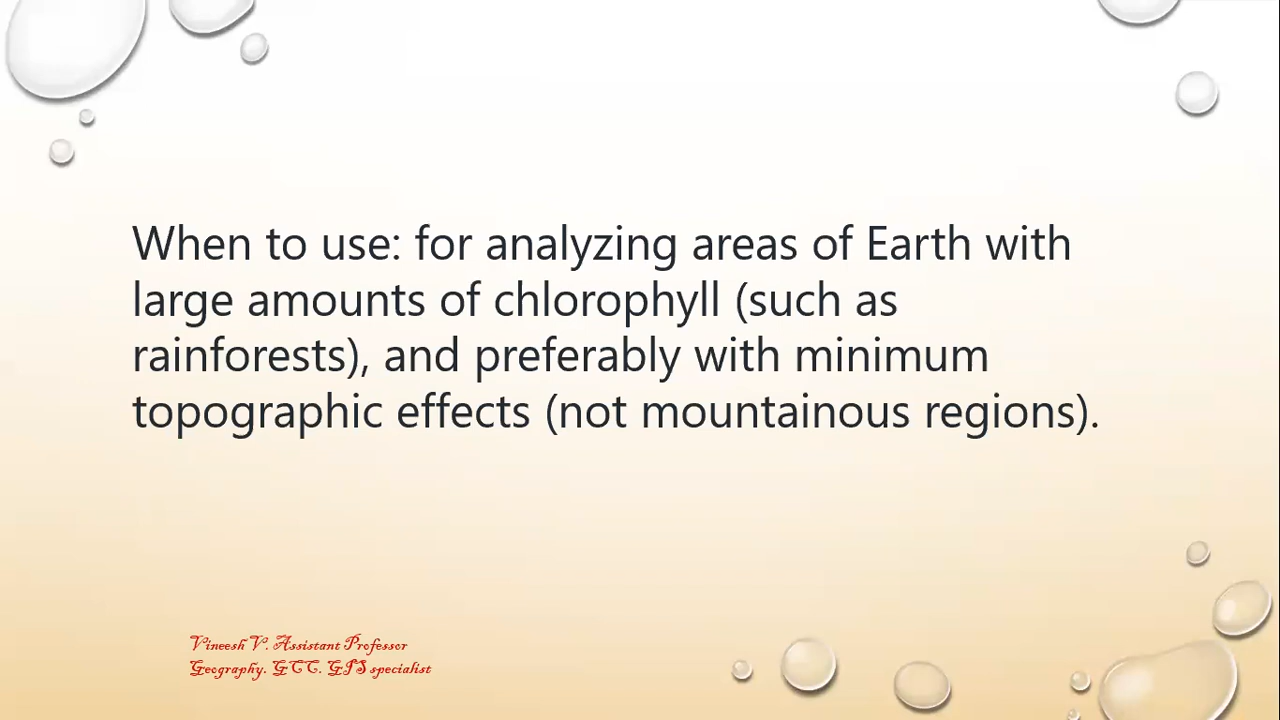 When to use: for analyzing areas of Earth with
large amounts of chlorophyll (such as
rainforests), and preferably with minimum
topographic effects (not mountainous regions).
Vineesh V. Assistant Professor
Geography. GCC. GIS specialist